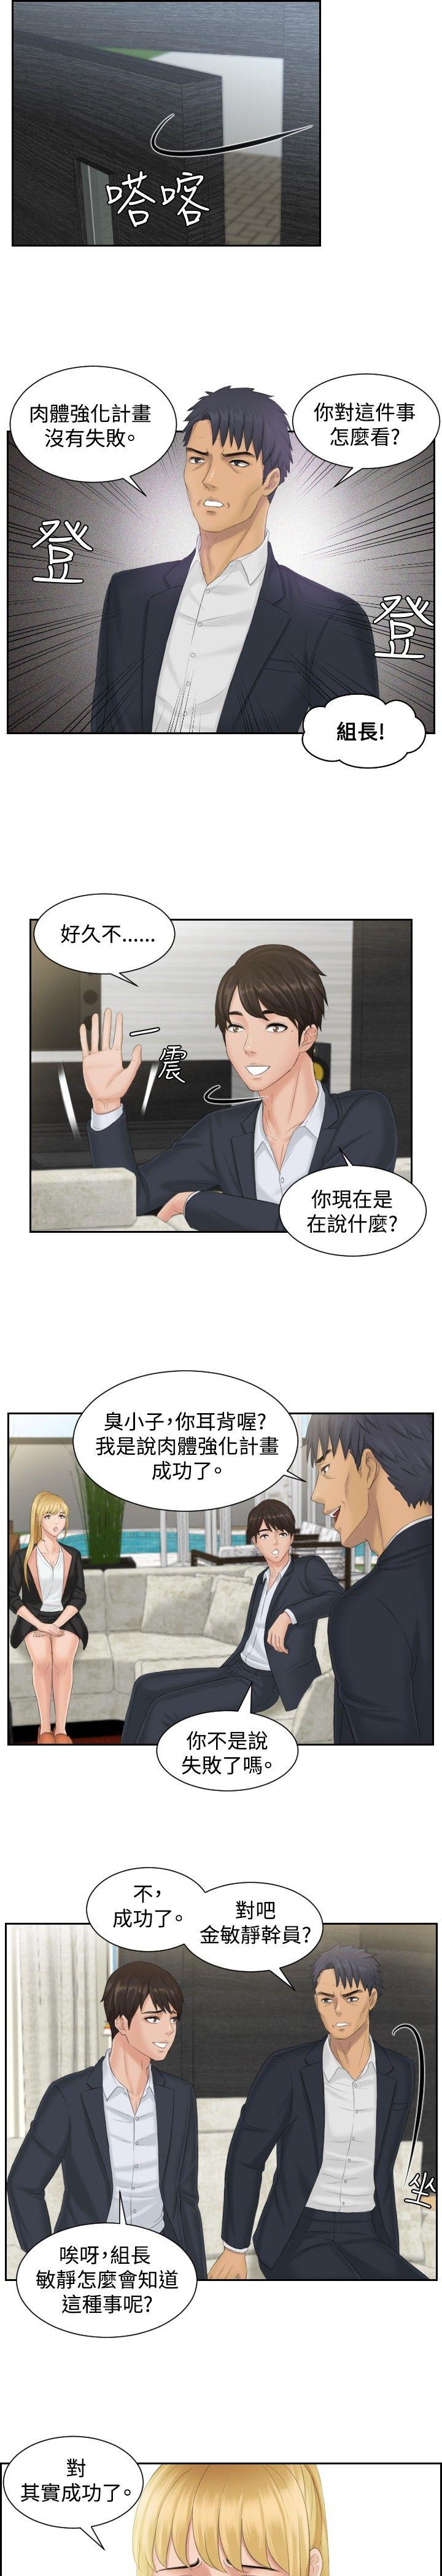 喀嗒
肉體強化計畫
沒有失敗。
你對這件事
怎麼看?
登
登
組長!
好久不……
一震
你現在是
在說什麼?
臭小子,你耳背喔?
我是說肉體強化計畫
成功了。
你不是說
失敗了嗎。
不,
成功了。
對吧
金敏靜幹員?
坐
唉呀,組長
敏靜怎麼會知道
這種事呢?
對
其實成功了。